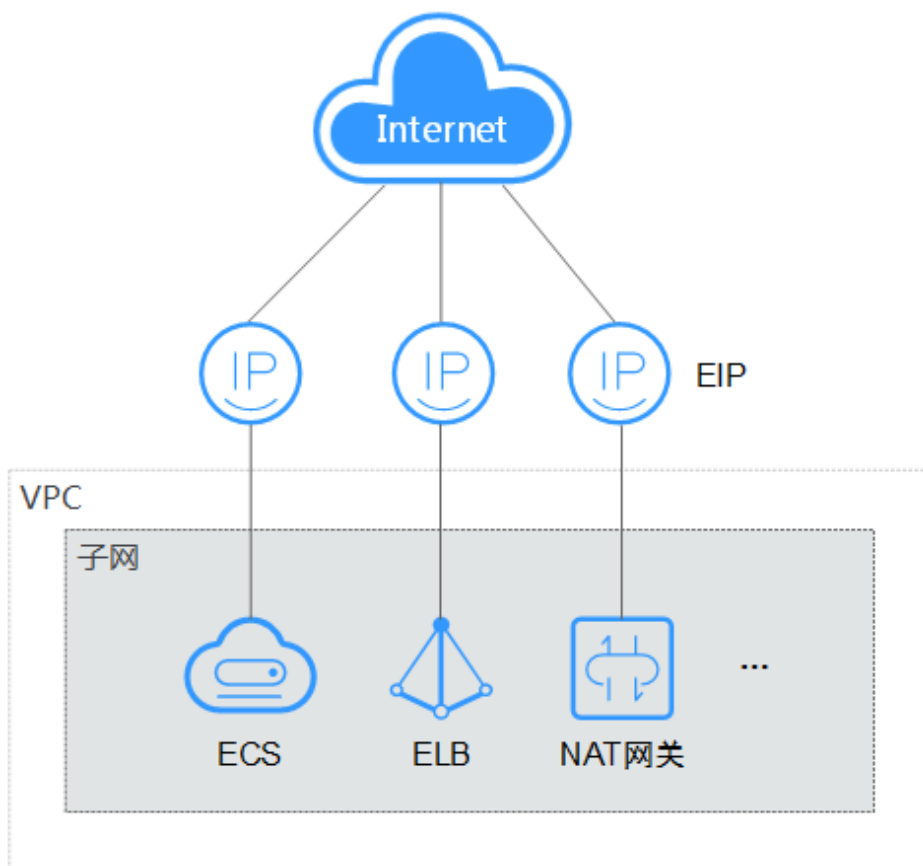 Internet
IP
IP
IP
EIP
VPC
子网
...
ECS
ELB
NAT网关